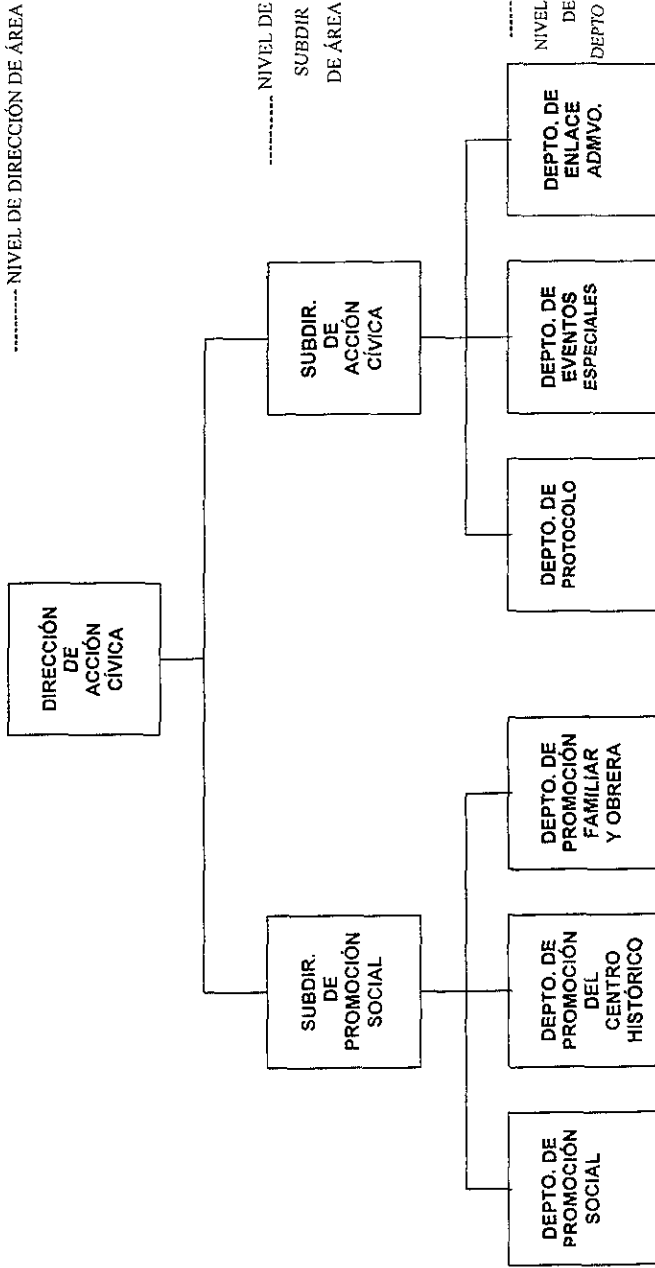 ---------- NIVEL DE DIRECCIÓN DE ÁREA
DIRECCIÓN
DE
ACCIÓN
CÍVICA
---------- NIVEL DE
SUBDIR
DE ÁREA
SUBDIR.
DE
PROMOCIÓN
SOCIAL
SUBDIR.
DE
ACCIÓN
CÍVICA
------ 
NIVEL
DE
DEPTO
DEPTO. DE
PROMOCIÓN
SOCIAL
DEPTO. DE
PROMOCIÓN
DEL
CENTRO
HISTÓRICO
DEPTO. DE
PROMOCIÓN
FAMILIAR
Y OBRERA
DEPTO. DE
PROTOCOLO
DEPTO. DE
EVENTOS
ESPECIALES
DEPTO. DE
ENLACE
ADMVO.